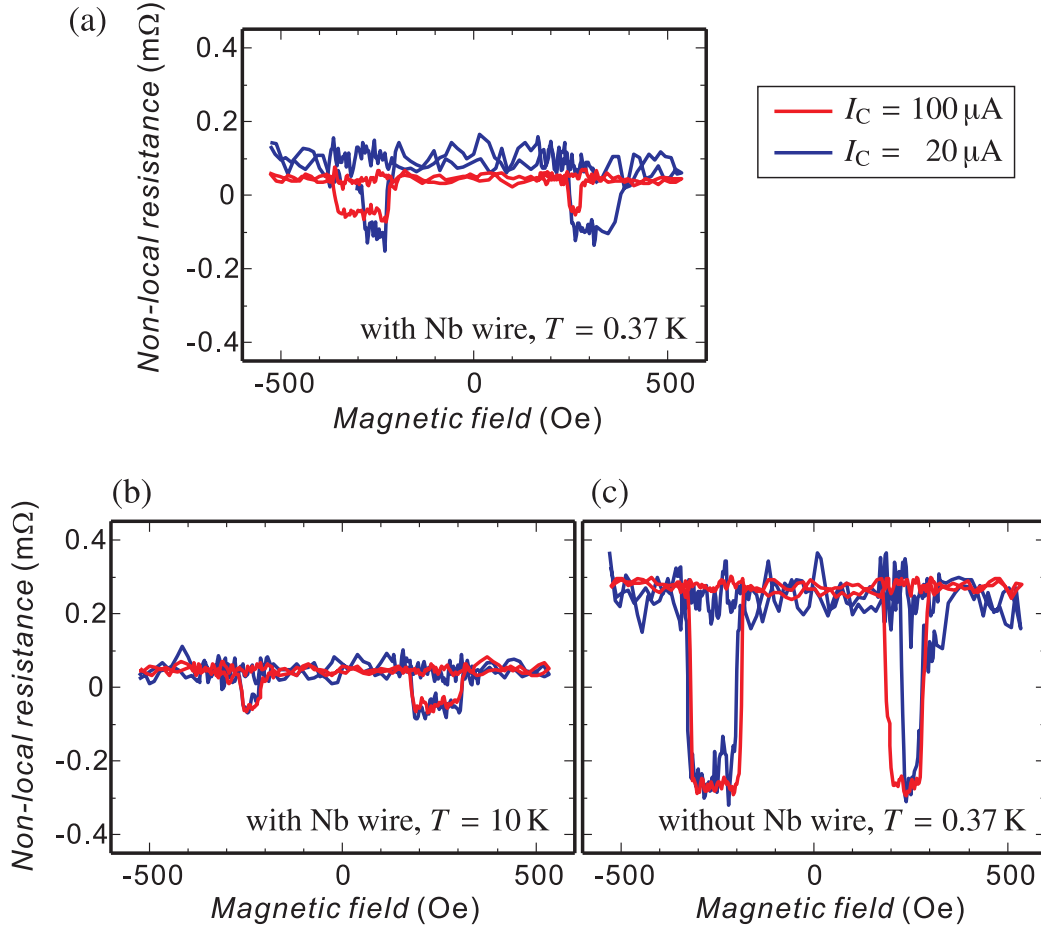 (a)
Non-local resistance (mΩ)
0.4
0.2
0
-0.2
-0.4
with Nb wire, T = 0.37 K
-500 0 500
Magnetic field (Oe)
I_C = 100 μA
I_C = 20 μA
(b)
Non-local resistance (mΩ)
0.4
0.2
0
-0.2
-0.4
with Nb wire, T = 10 K
-500 0 500
Magnetic field (Oe)
(c)
without Nb wire, T = 0.37 K
-500 0 500
Magnetic field (Oe)